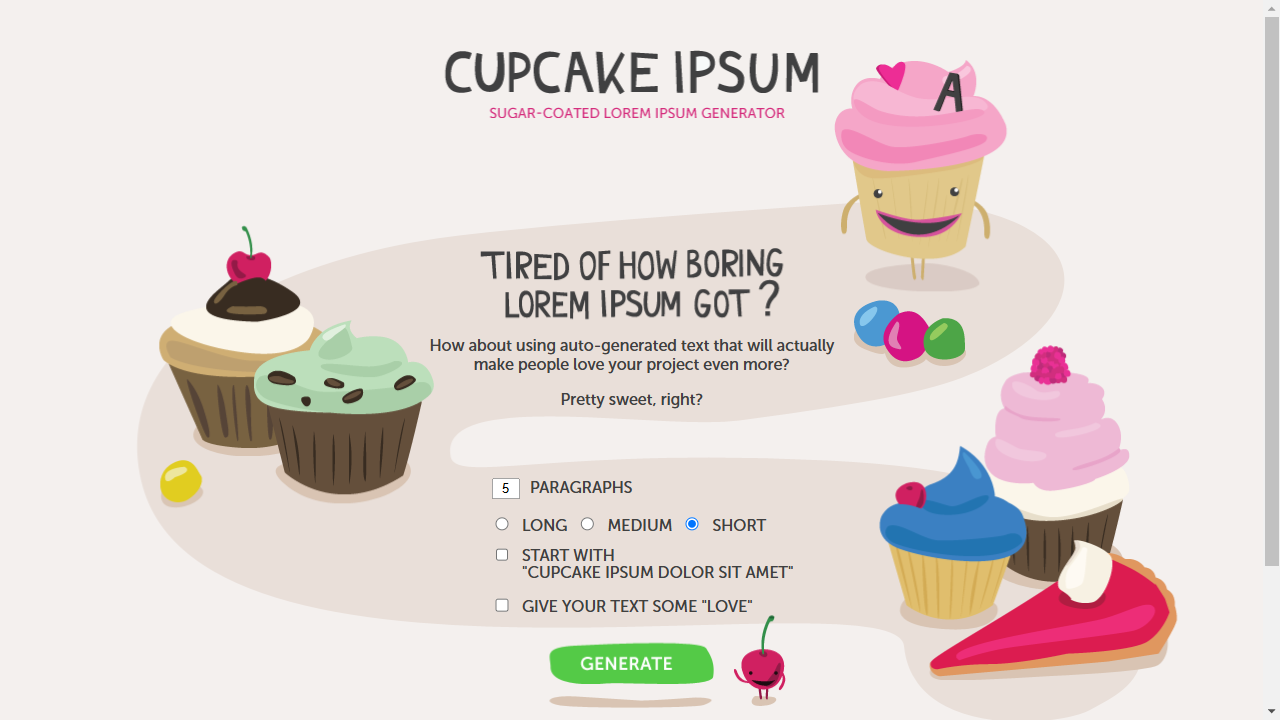 CUPCAKE IPSUM
SUGAR-COATED LOREM IPSUM GENERATOR
A
TIRED OF HOW BORING
LOREM IPSUM GOT?
How about using auto-generated text that will actually
make people love your project even more?
Pretty sweet, right?
5 PARAGRAPHS
LONG MEDIUM SHORT
START WITH
"CUPCAKE IPSUM DOLOR SIT AMET"
GIVE YOUR TEXT SOME "LOVE"
GENERATE